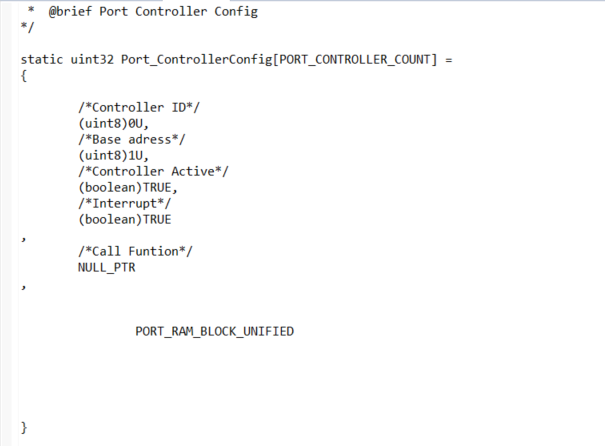 * @brief Port Controller Config
*/
static uint32 Port_ControllerConfig[PORT_CONTROLLER_COUNT] =
{
/*Controller ID*/
(uint8)0U,
/*Base adress*/
(uint8)1U,
/*Controller Active*/
(boolean)TRUE,
/*Interrupt*/
(boolean)TRUE
,
/*Call Funtion*/
NULL_PTR
,
PORT_RAM_BLOCK_UNIFIED
}